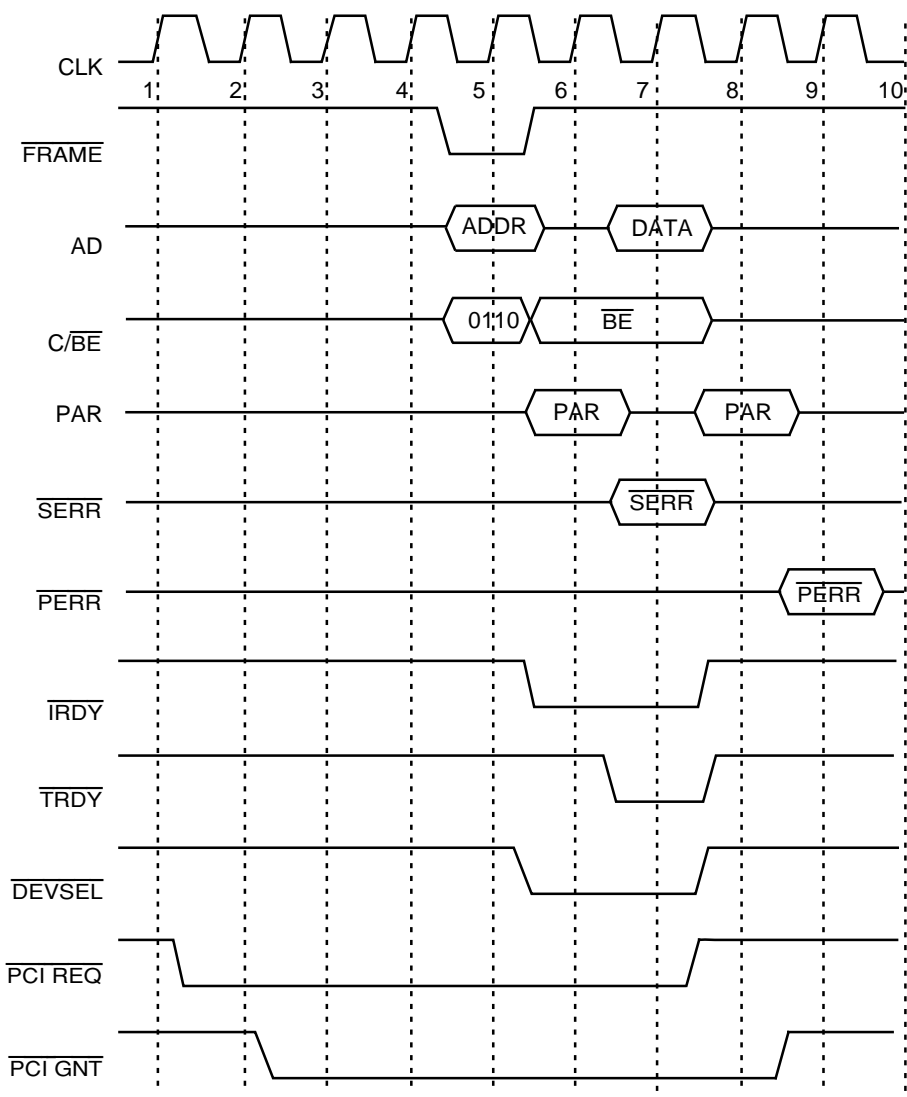 CLK
1 2 3 4 5 6 7 8 9 10
FRAME
AD ADDR DATA
C/BE 0110 BE
PAR PAR PAR
SERR SERR
PERR PERR
IRDY
TRDY
DEVSEL
PCI REQ
PCI GNT